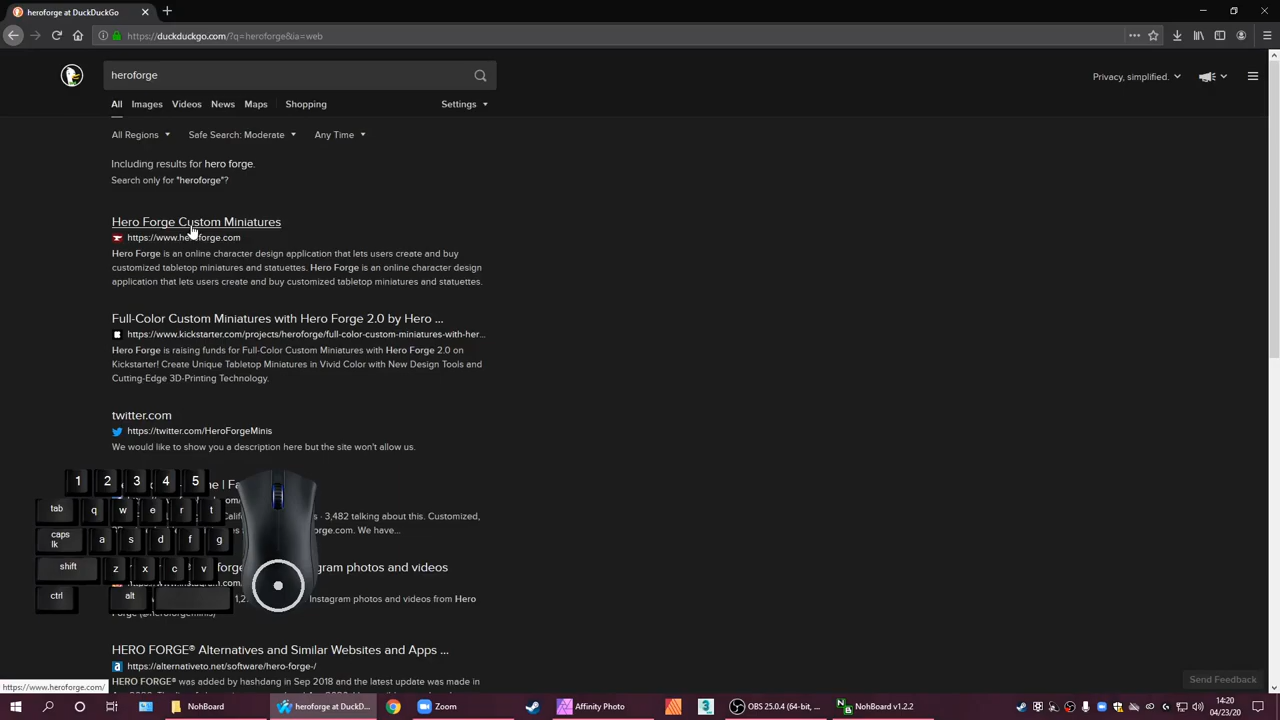 heroforge at DuckDuckGo
https://duckduckgo.com/?q=heroforge&ia=web
heroforge
Privacy, simplified.
All Images Videos News Maps Shopping Settings
All Regions Safe Search: Moderate Any Time
Including results for hero forge.
Search only for "heroforge"?
Hero Forge Custom Miniatures
https://www.heroforge.com
Hero Forge is an online character design application that lets users create and buy
customized tabletop miniatures and statuettes. Hero Forge is an online character design
application that lets users create and buy customized tabletop miniatures and statuettes.
Full-Color Custom Miniatures with Hero Forge 2.0 by Hero ...
https://www.kickstarter.com/projects/heroforge/full-color-custom-miniatures-with-her...
Hero Forge is raising funds for Full-Color Custom Miniatures with Hero Forge 2.0 on
Kickstarter! Create Unique Tabletop Miniatures in Vivid Color with New Design Tools and
Cutting-Edge 3D-Printing Technology.
twitter.com
https://twitter.com/HeroForgeMinis
We would like to show you a description here but the site won't allow us.
1 2 3 4 5
tab q w e r t
caps lk a s d f g
shift z x c v
ctrl alt
3,482 talking about this. Customized,
forge.com. We have...
gram photos and videos
Instagram photos and videos from Hero
Forge (@heroforgeminis)
HERO FORGE® Alternatives and Similar Websites and Apps ...
https://alternativeto.net/software/hero-forge-/
HERO FORGE® was added by hashdang in Sep 2018 and the latest update was made in
Send Feedback
https://www.heroforge.com/
NohBoard
heroforge at DuckD...
Zoom
Affinity Photo
OBS 25.0.4 (64-bit, ...
NohBoard v1.2.2
14:20
04/23/20